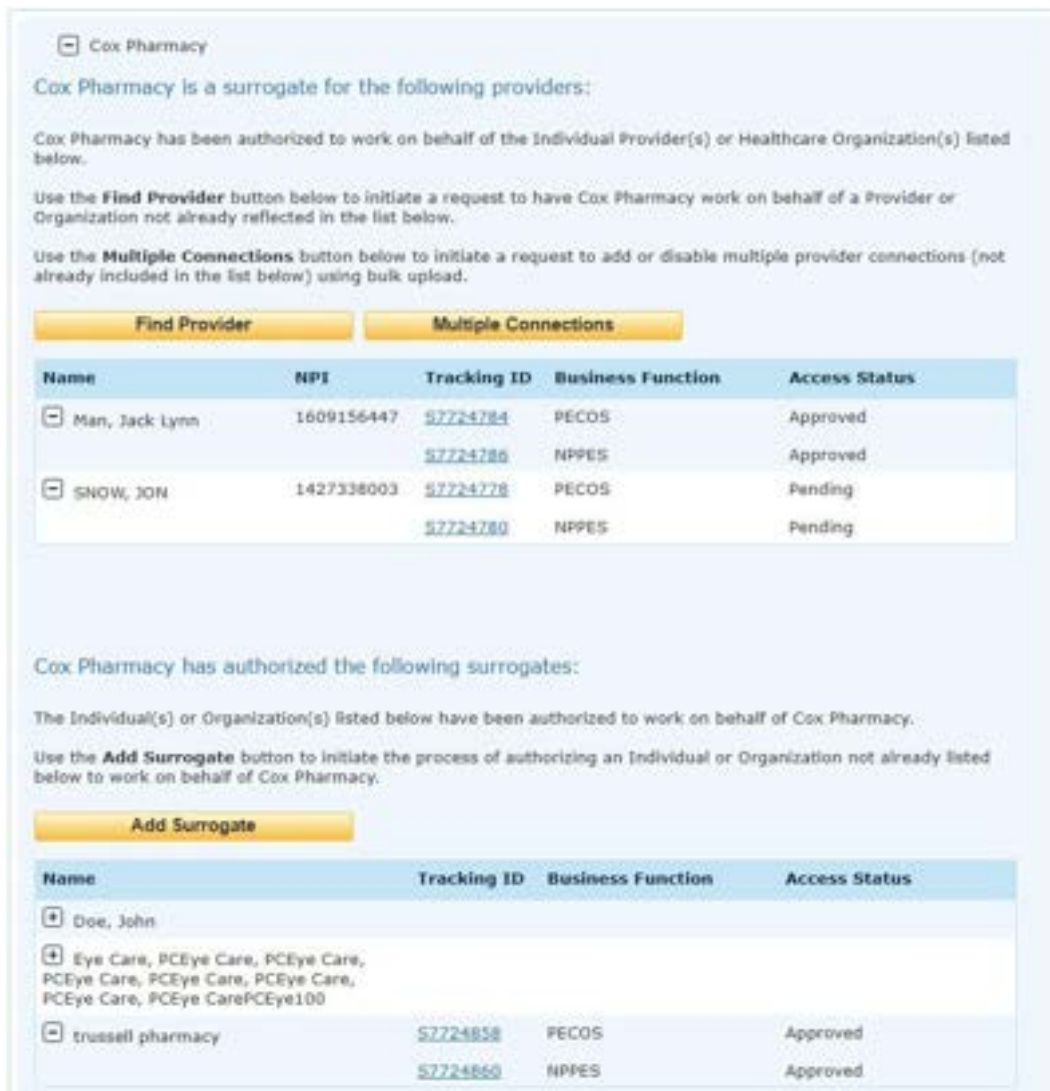 Cox Pharmacy
Cox Pharmacy is a surrogate for the following providers:
Cox Pharmacy has been authorized to work on behalf of the Individual Provider(s) or Healthcare Organization(s) listed
below.
Use the Find Provider button below to initiate a request to have Cox Pharmacy work on behalf of a Provider or
Organization not already reflected in the list below.
Use the Multiple Connections button below to initiate a request to add or disable multiple provider connections (not
already included in the list below) using bulk upload.
Find Provider Multiple Connections
Name NPI Tracking ID Business Function Access Status
Man, Jack Lynn 1609156447 S7724784 PECOS Approved
S7724786 NPPES Approved
SNOW, JON 1427338003 S7724778 PECOS Pending
S7724780 NPPES Pending
Cox Pharmacy has authorized the following surrogates:
The Individual(s) or Organization(s) listed below have been authorized to work on behalf of Cox Pharmacy.
Use the Add Surrogate button to initiate the process of authorizing an Individual or Organization not already listed
below to work on behalf of Cox Pharmacy.
Add Surrogate
Name Tracking ID Business Function Access Status
Doe, John
Eye Care, PCEye Care, PCEye Care,
PCEye Care, PCEye Care, PCEye Care,
PCEye Care, PCEye CarePCEye100
trussell pharmacy S7724858 PECOS Approved
S7724860 NPPES Approved